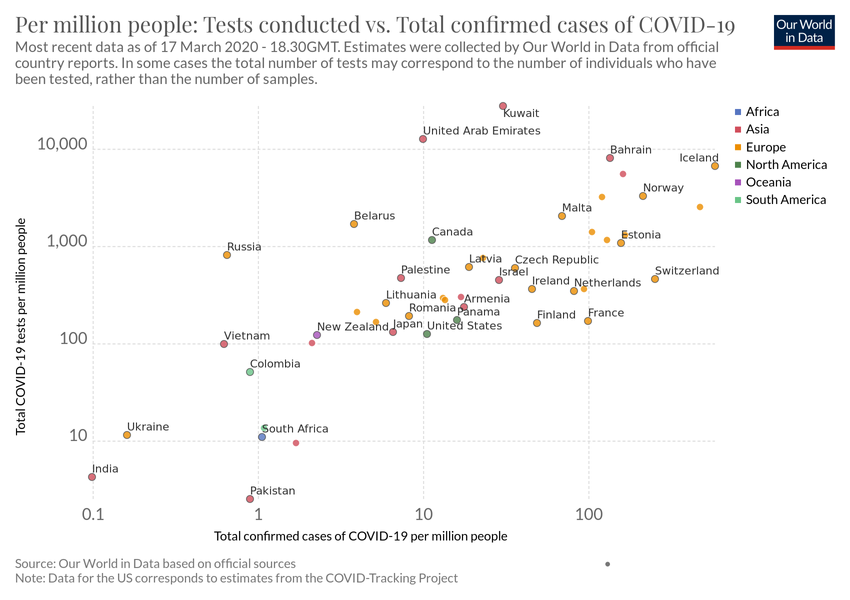 Per million people: Tests conducted vs. Total confirmed cases of COVID-19
Our World
in Data
Most recent data as of 17 March 2020 - 18.30GMT. Estimates were collected by Our World in Data from official
country reports. In some cases the total number of tests may correspond to the number of individuals who have
been tested, rather than the number of samples.
Total COVID-19 tests per million people
10,000
1,000
100
10
Kuwait
United Arab Emirates
Bahrain
Iceland
Norway
Malta
Belarus
Canada
Estonia
Russia
Latvia
Czech Republic
Israel
Switzerland
Palestine
Ireland
Netherlands
Lithuania
Armenia
Romania
Panama
Finland
France
New Zealand
Japan
United States
Vietnam
Colombia
Ukraine
South Africa
India
Pakistan
0.1
1
10
100
Total confirmed cases of COVID-19 per million people
Africa
Asia
Europe
North America
Oceania
South America
Source: Our World in Data based on official sources
Note: Data for the US corresponds to estimates from the COVID-Tracking Project